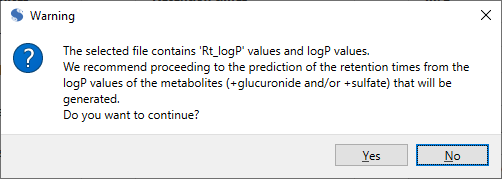 Warning
The selected file contains 'Rt_logP' values and logP values.
We recommend proceeding to the prediction of the retention times from the
logP values of the metabolites (+glucuronide and/or +sulfate) that will be
generated.
Do you want to continue?
Yes
No